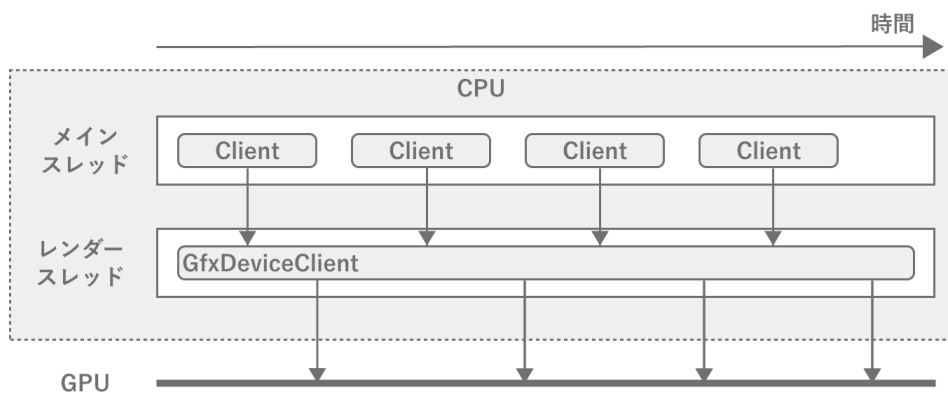 時間
CPU
メイン
スレッド
Client
Client
Client
Client
レンダー
スレッド
GfxDeviceClient
GPU